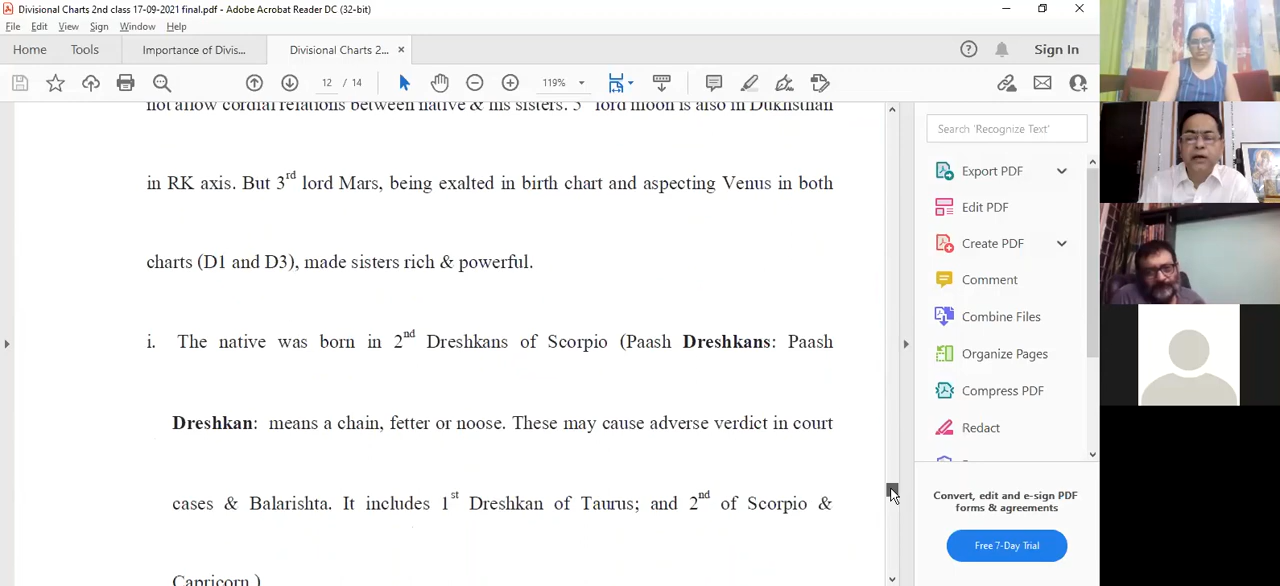 Divisional Charts 2nd class 17-09-2021 final.pdf - Adobe Acrobat Reader DC (32-bit)
File Edit View Sign Window Help
Home Tools Importance of Divis... Divisional Charts 2... × Sign In
12 / 14 119%
not allow cordial relations between native & his sisters. 5th lord moon is also in Dukhsthan
in RK axis. But 3rd lord Mars, being exalted in birth chart and aspecting Venus in both
charts (D1 and D3), made sisters rich & powerful.
i. The native was born in 2nd Dreshkans of Scorpio (Paash Dreshkans: Paash
Dreshkan: means a chain, fetter or noose. These may cause adverse verdict in court
cases & Balarishta. It includes 1st Dreshkan of Taurus; and 2nd of Scorpio &
Capricorn.)
Search 'Recognize Text'
Export PDF
Edit PDF
Create PDF
Comment
Combine Files
Organize Pages
Compress PDF
Redact
Convert, edit and e-sign PDF
forms & agreements
Free 7-Day Trial